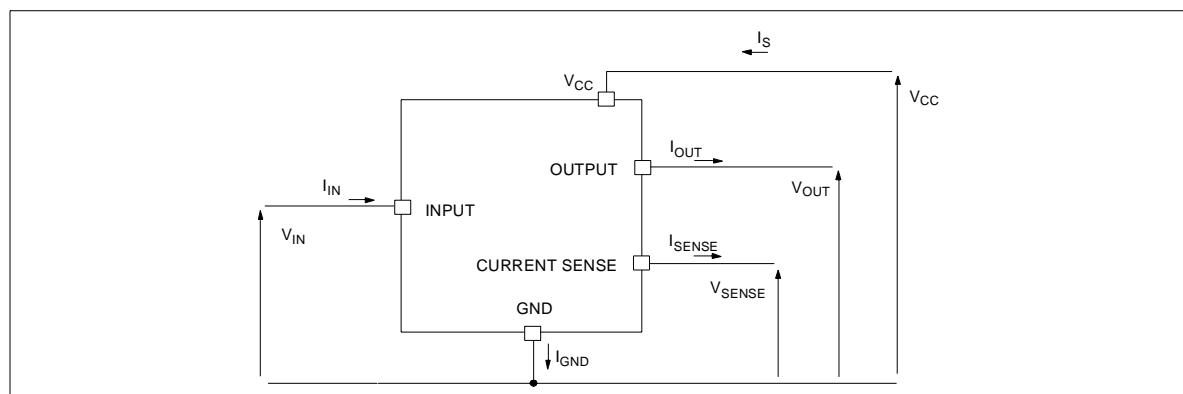 I_S
V_CC
V_CC
I_OUT
OUTPUT
V_OUT
I_IN
INPUT
V_IN
I_SENSE
CURRENT SENSE
V_SENSE
GND
I_GND